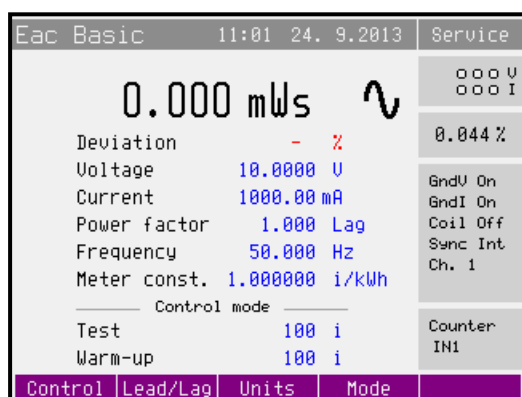 Eac Basic 11:01 24. 9.2013 Service
000 V
000 I
0.000 mWs
0.044 %
Deviation - %
Voltage 10.0000 V
Current 1000.00 mA
Power factor 1.000 Lag
Frequency 50.000 Hz
Meter const. 1.000000 i/kWh
GndV On
GndI On
Coil Off
Sync Int
Ch. 1
Control mode
Test 100 i
Warm-up 100 i
Counter
IN1
Control Lead/Lag Units Mode